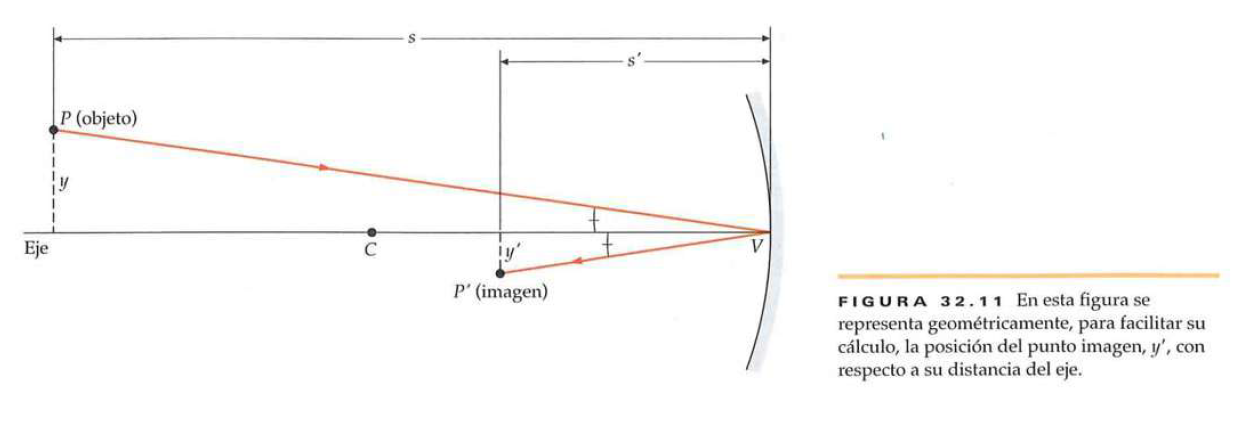 s
s′
P (objeto)
y
Eje
C
y′
V
P′ (imagen)
FIGURA 32.11 En esta figura se
representa geométricamente, para facilitar su
cálculo, la posición del punto imagen, y′, con
respecto a su distancia del eje.